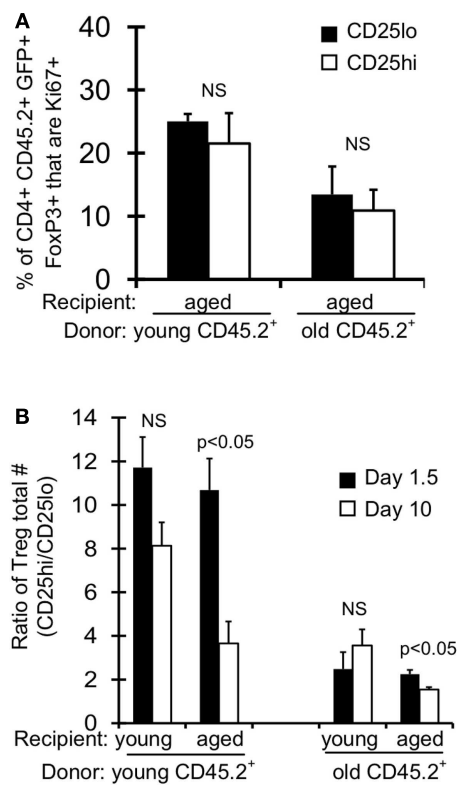 A
% of CD4+ CD45.2+ GFP+
FoxP3+ that are Ki67+
40
30
20
10
0
CD25lo
CD25hi
NS
NS
Recipient: aged aged
Donor: young CD45.2+ old CD45.2+
B
Ratio of Treg total #
(CD25hi/CD25lo)
14
12
10
8
6
4
2
0
NS
p<0.05
Day 1.5
Day 10
NS
p<0.05
Recipient: young aged young aged
Donor: young CD45.2+ old CD45.2+